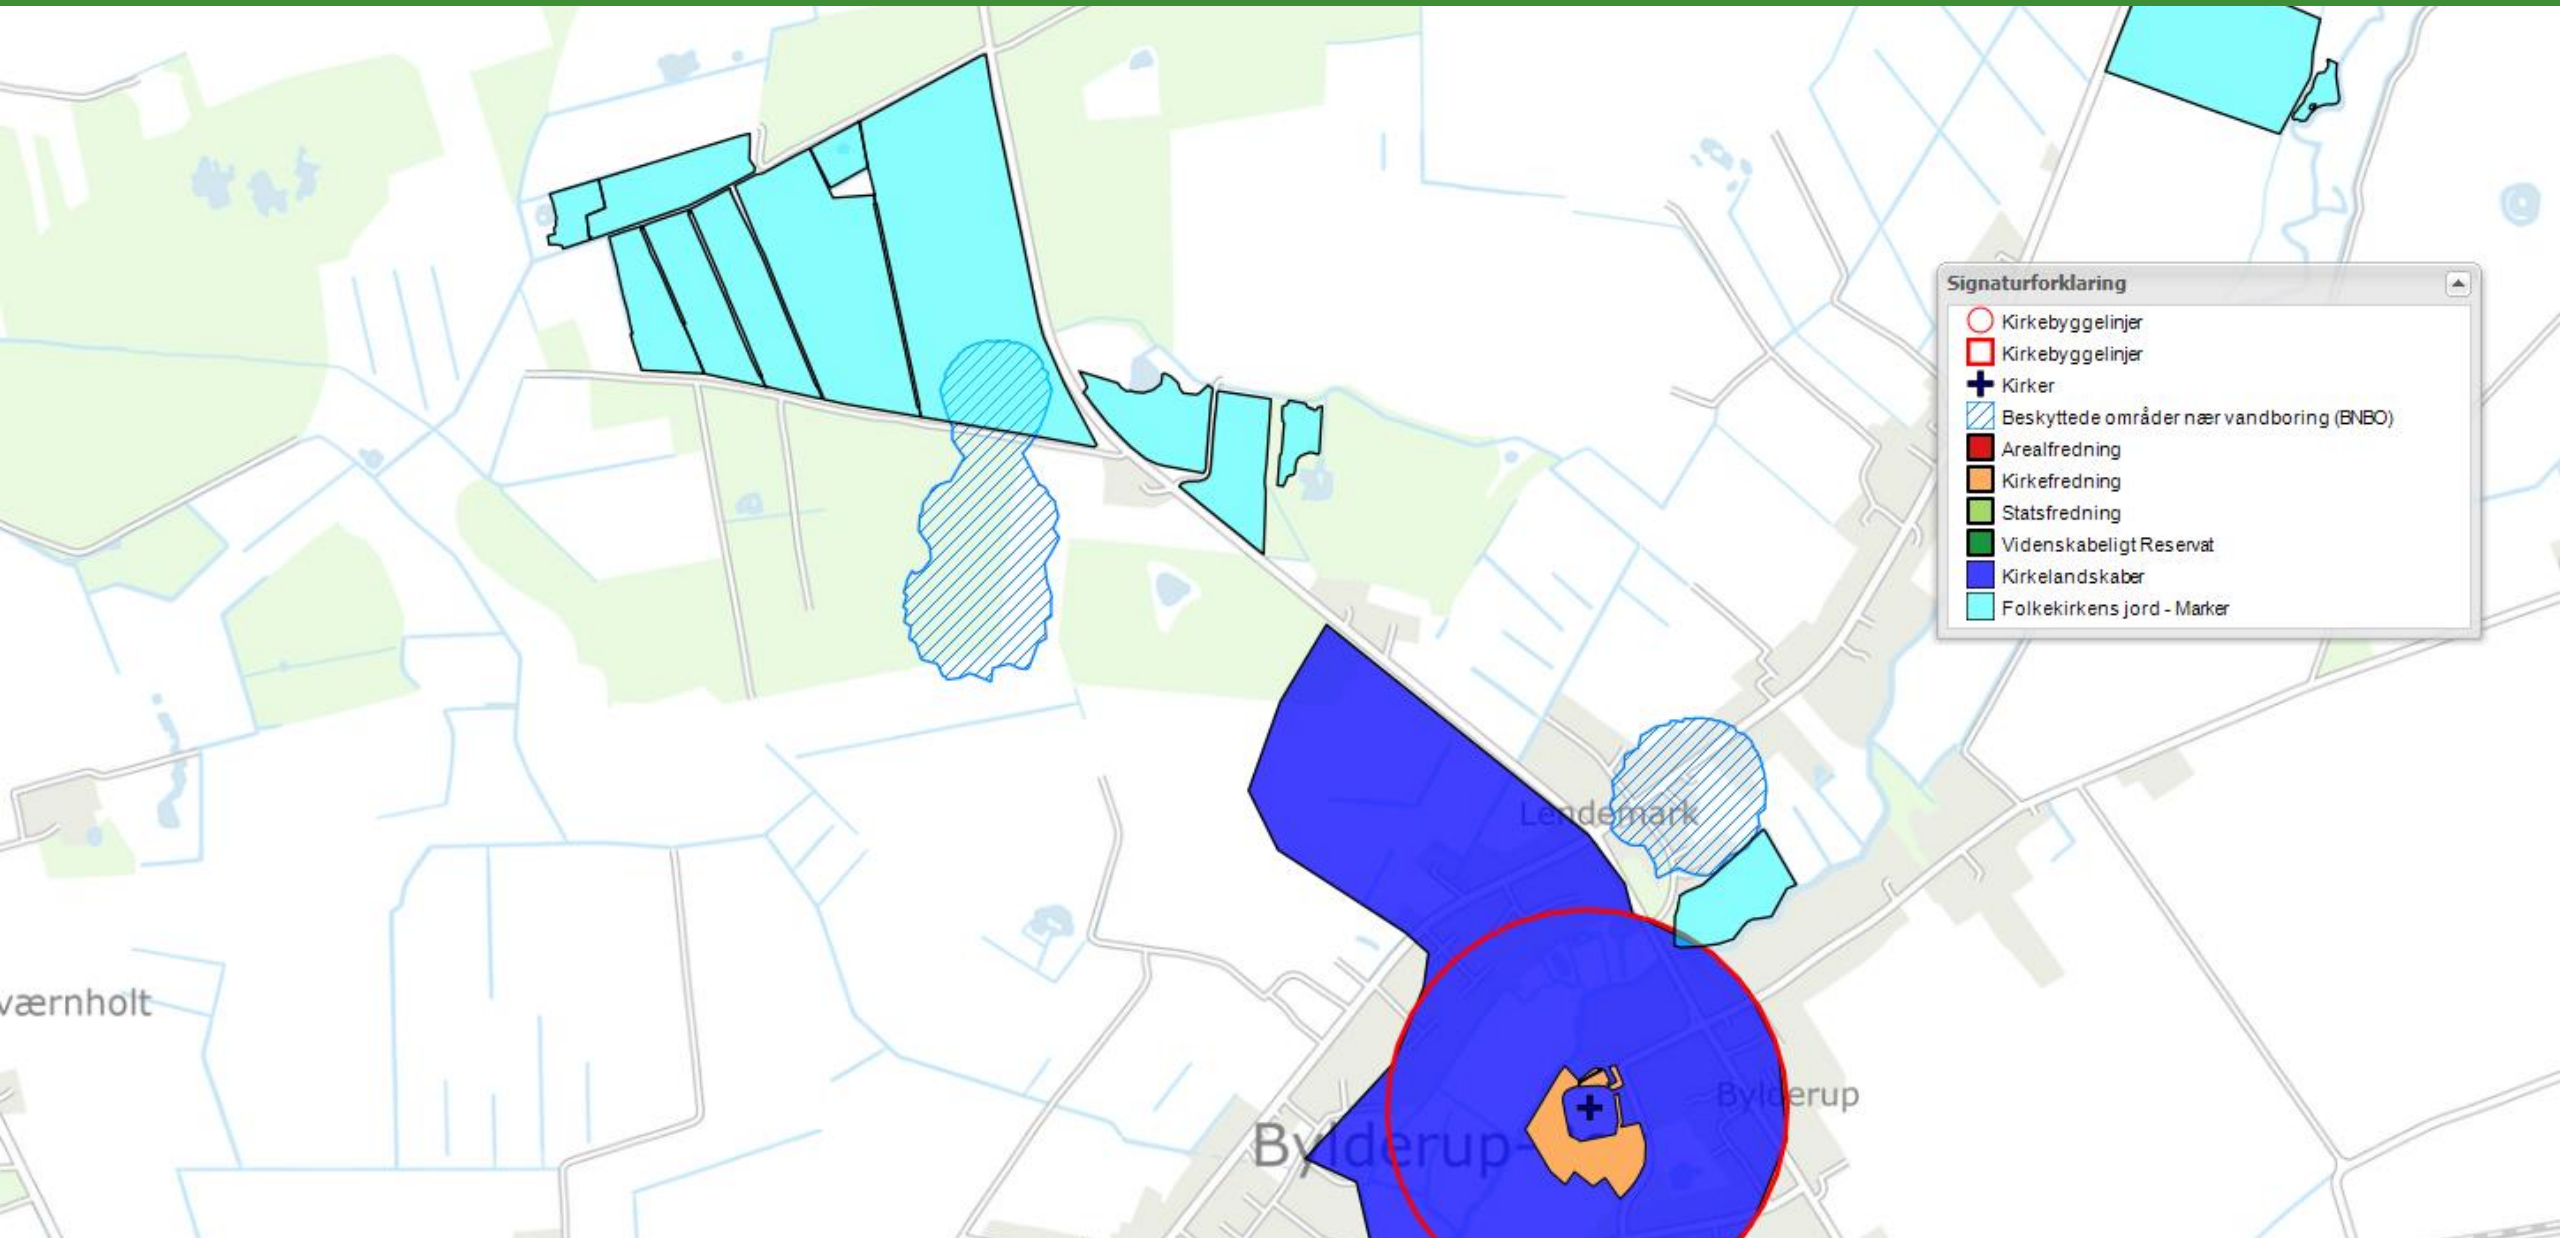 Signaturforklaring
Kirkebyggelinjer
Kirkebyggelinjer
Kirker
Beskyttede områder nær vandboring (BNBO)
Arealfredning
Kirkefredning
Statsfredning
Videnskabeligt Reservat
Kirkelandskaber
Folkekirkens jord - Marker
Lendemark
værnholt
Bylderup
Bylderup-